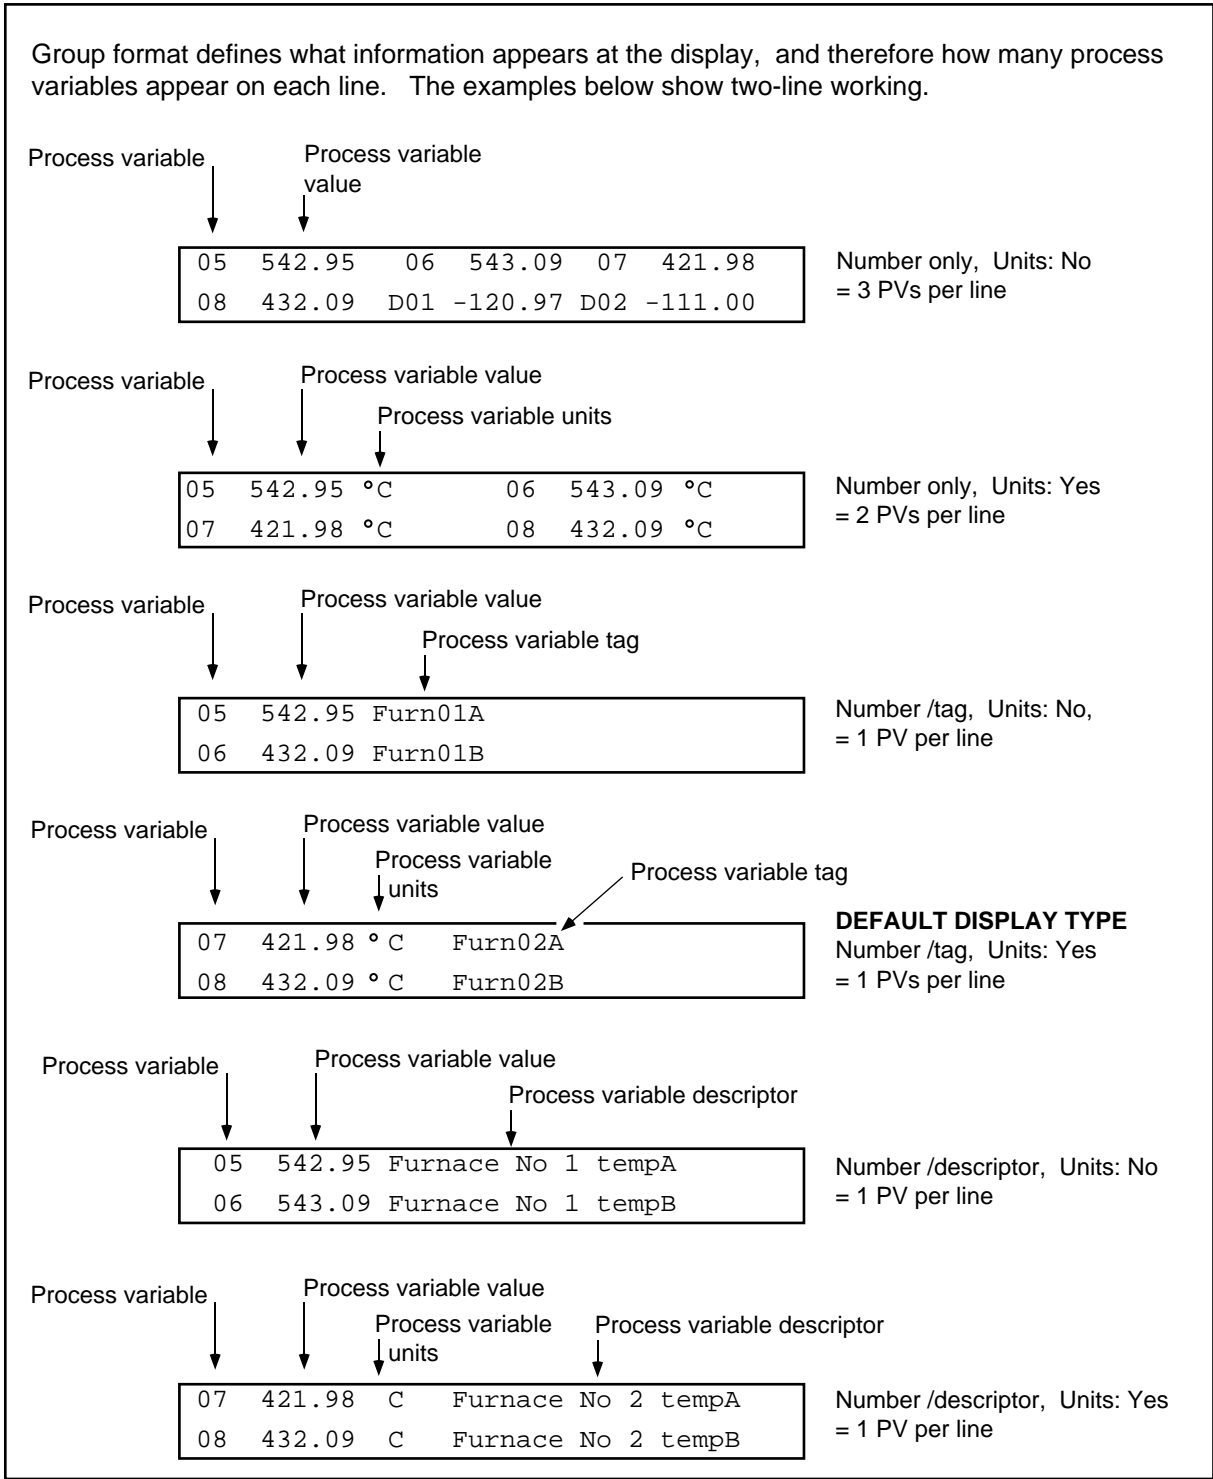 Group format defines what information appears at the display, and therefore how many process
variables appear on each line. The examples below show two-line working.
Process variable
Process variable
value
05 542.95 06 543.09 07 421.98
08 432.09 D01 -120.97 D02 -111.00
Number only, Units: No
= 3 PVs per line
Process variable
Process variable value
Process variable units
05 542.95 °C 06 543.09 °C
07 421.98 °C 08 432.09 °C
Number only, Units: Yes
= 2 PVs per line
Process variable
Process variable value
Process variable tag
05 542.95 Furn01A
06 432.09 Furn01B
Number /tag, Units: No,
= 1 PV per line
Process variable
Process variable value
Process variable
units
Process variable tag
07 421.98 ° C Furn02A
08 432.09 ° C Furn02B
DEFAULT DISPLAY TYPE
Number /tag, Units: Yes
= 1 PVs per line
Process variable
Process variable value
Process variable descriptor
05 542.95 Furnace No 1 tempA
06 543.09 Furnace No 1 tempB
Number /descriptor, Units: No
= 1 PV per line
Process variable
Process variable value
Process variable
units
Process variable descriptor
07 421.98 C Furnace No 2 tempA
08 432.09 C Furnace No 2 tempB
Number /descriptor, Units: Yes
= 1 PV per line